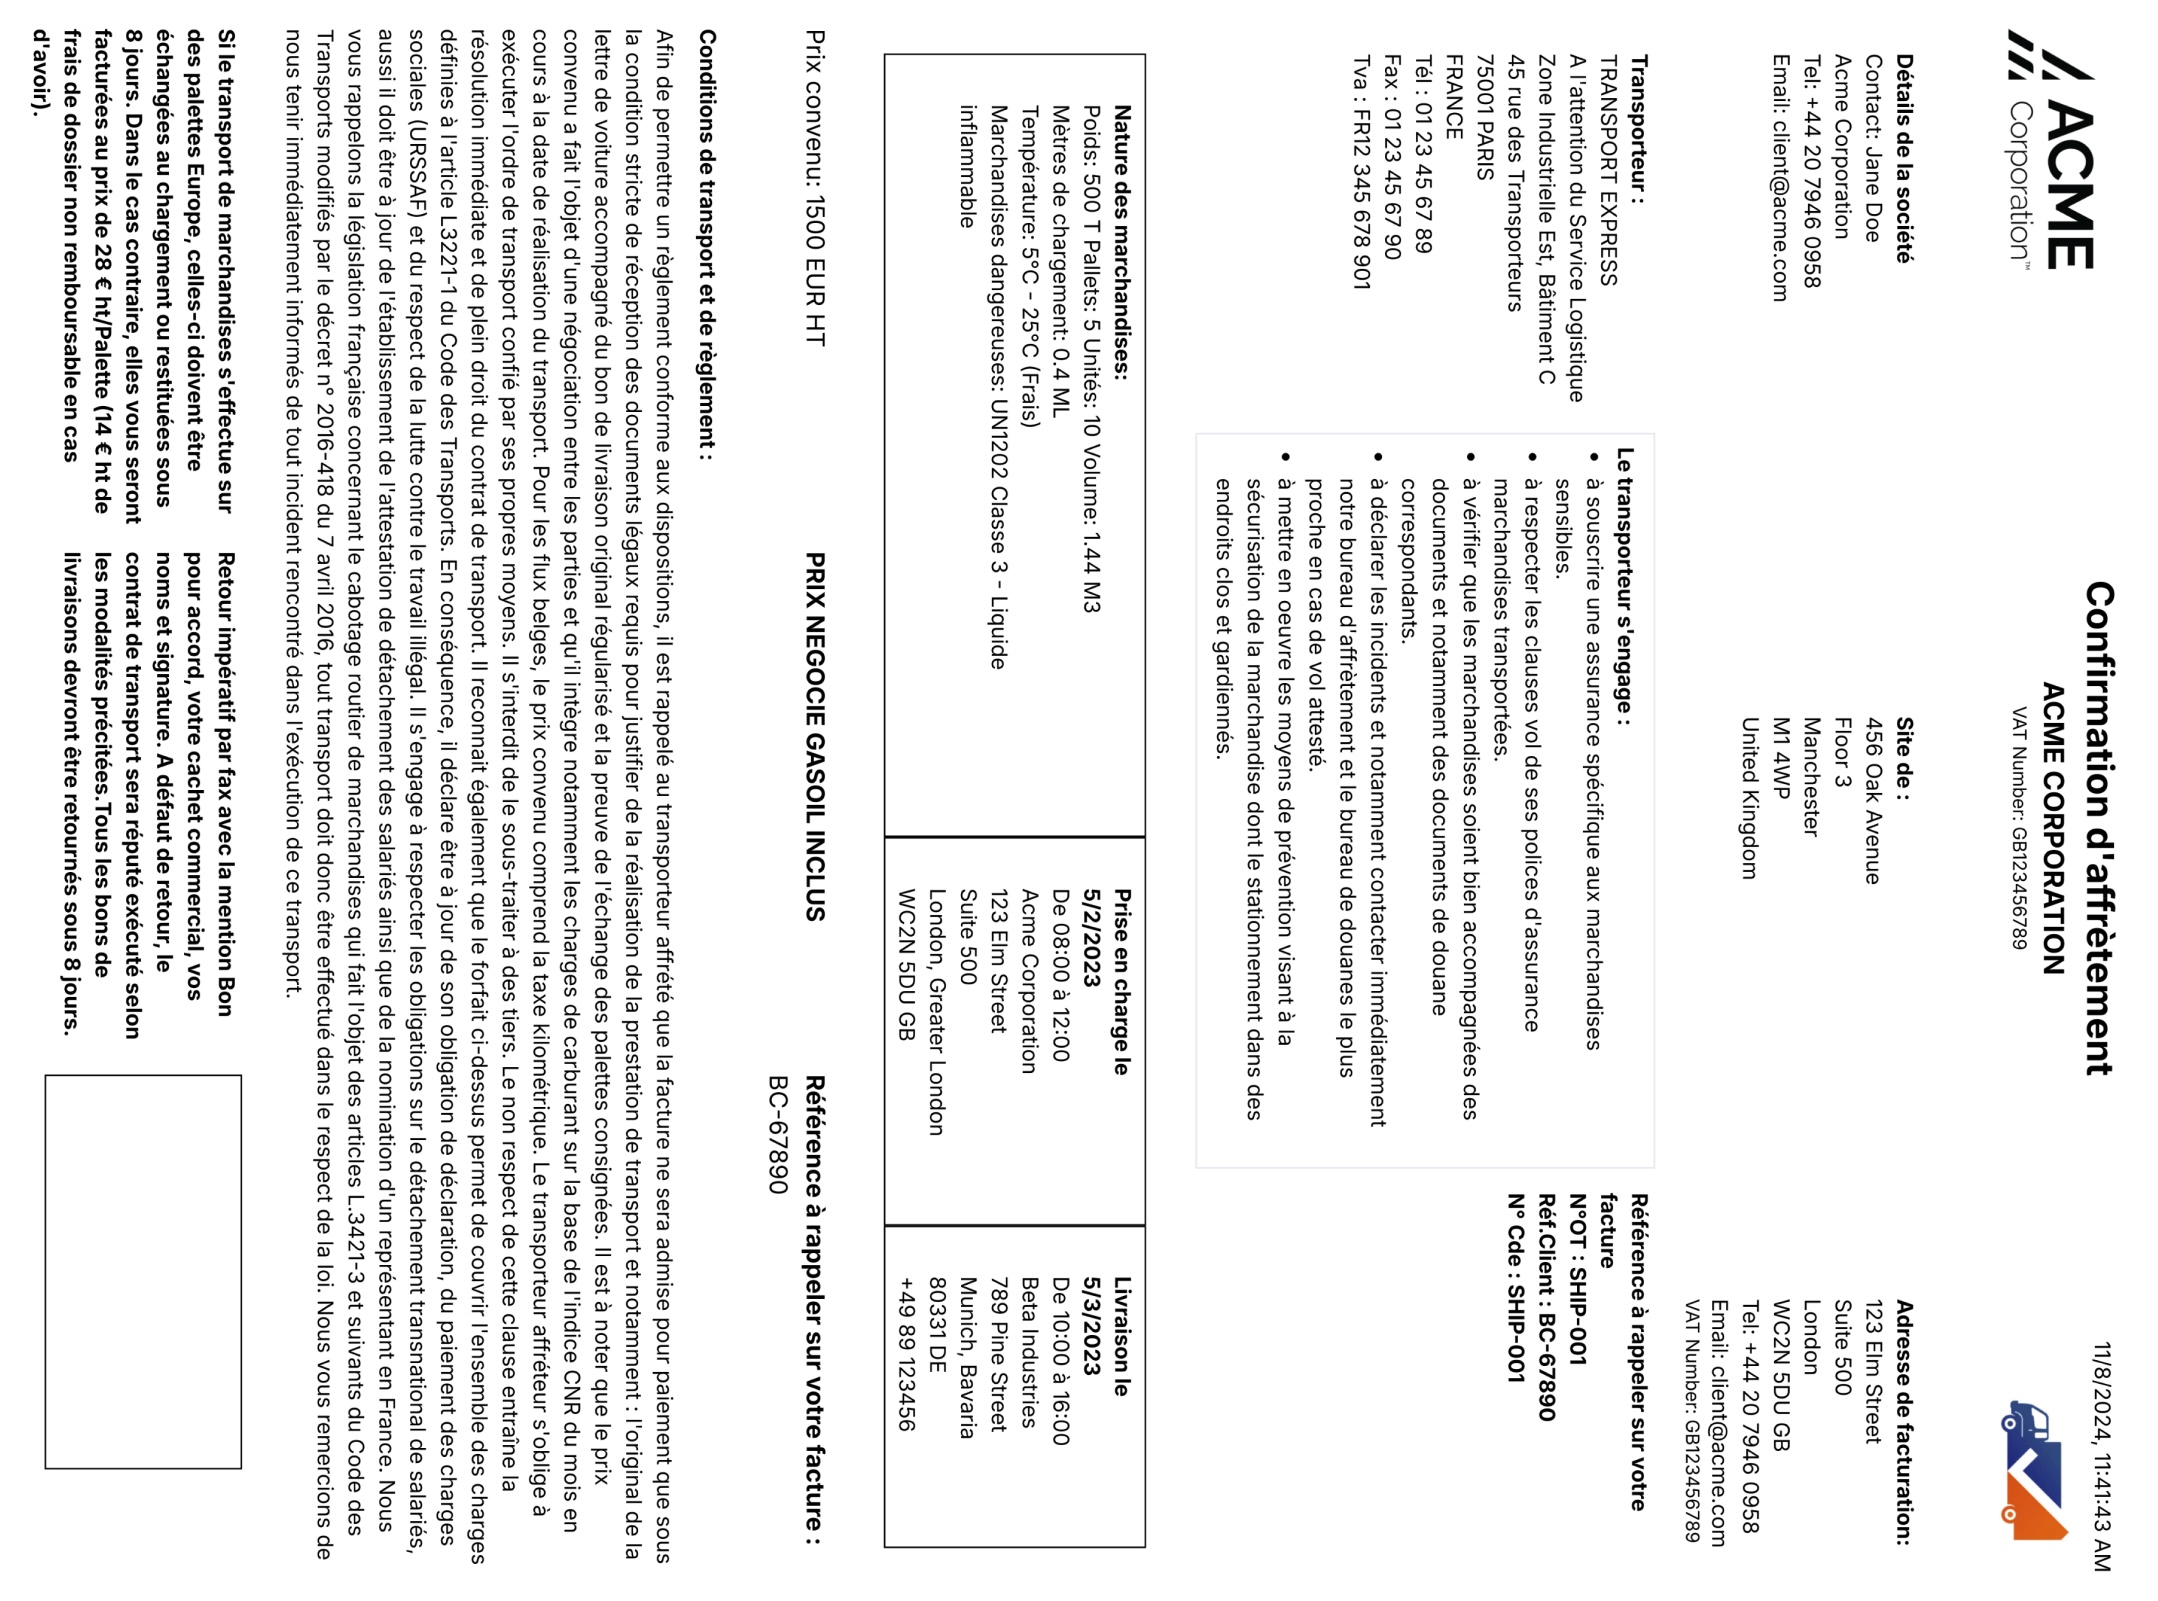 ACME
Corporation™
Confirmation d'affrètement
ACME CORPORATION
VAT Number: GB123456789
11/8/2024, 11:41:43 AM
Détails de la société
Contact: Jane Doe
Acme Corporation
Tel: +44 20 7946 0958
Email: client@acme.com
Site de :
456 Oak Avenue
Floor 3
Manchester
M1 4WP
United Kingdom
Adresse de facturation:
123 Elm Street
Suite 500
London
WC2N 5DU GB
Tel: +44 20 7946 0958
Email: client@acme.com
VAT Number: GB123456789
Transporteur :
TRANSPORT EXPRESS
A l'attention du Service Logistique
Zone Industrielle Est, Bâtiment C
45 rue des Transporteurs
75001 PARIS
FRANCE
Tél : 01 23 45 67 89
Fax : 01 23 45 67 90
Tva : FR12 345 678 901
Le transporteur s'engage :
• à souscrire une assurance spécifique aux marchandises
sensibles.
• à respecter les clauses vol de ses polices d'assurance
marchandises transportées.
• à vérifier que les marchandises soient bien accompagnées des
documents et notamment des documents de douane
correspondants.
• à déclarer les incidents et notamment contacter immédiatement
notre bureau d'affrètement et le bureau de douanes le plus
proche en cas de vol attesté.
• à mettre en oeuvre les moyens de prévention visant à la
sécurisation de la marchandise dont le stationnement dans des
endroits clos et gardiennés.
Référence à rappeler sur votre
facture
N°OT : SHIP-001
Réf.Client : BC-67890
N° Cde : SHIP-001
Nature des marchandises:
Poids: 500 T Pallets: 5 Unités: 10 Volume: 1.44 M3
Mètres de chargement: 0.4 ML
Température: 5°C - 25°C (Frais)
Marchandises dangereuses: UN1202 Classe 3 - Liquide
inflammable
Prise en charge le
5/2/2023
De 08:00 à 12:00
Acme Corporation
123 Elm Street
Suite 500
London, Greater London
WC2N 5DU GB
Livraison le
5/3/2023
De 10:00 à 16:00
Beta Industries
789 Pine Street
Munich, Bavaria
80331 DE
+49 89 123456
Prix convenu: 1500 EUR HT
PRIX NEGOCIE GASOIL INCLUS
Référence à rappeler sur votre facture :
BC-67890
Conditions de transport et de règlement :
Afin de permettre un règlement conforme aux dispositions, il est rappelé au transporteur affrété que la facture ne sera admise pour paiement que sous
la condition stricte de réception des documents légaux requis pour justifier de la réalisation de la prestation de transport et notamment : l'original de la
lettre de voiture accompagné du bon de livraison original régularisé et la preuve de l'échange des palettes consignées. Il est à noter que le prix
convenu a fait l'objet d'une négociation entre les parties et qu'il intègre notamment les charges de carburant sur la base de l'indice CNR du mois en
cours à la date de réalisation du transport. Pour les flux belges, le prix convenu comprend la taxe kilométrique. Le transporteur affréteur s'oblige à
exécuter l'ordre de transport confié par ses propres moyens. Il s'interdit de le sous-traiter à des tiers. Le non respect de cette clause entraîne la
résolution immédiate et de plein droit du contrat de transport. Il reconnait également que le forfait ci-dessus permet de couvrir l'ensemble des charges
définies à l'article L3221-1 du Code des Transports. En conséquence, il déclare être à jour de son obligation de déclaration, du paiement des charges
sociales (URSSAF) et du respect de la lutte contre le travail illégal. Il s'engage à respecter les obligations sur le détachement transnational de salariés,
aussi il doit être à jour de l'établissement de l'attestation de détachement des salariés ainsi que de la nomination d'un représentant en France. Nous
vous rappelons la législation française concernant le cabotage routier de marchandises qui fait l'objet des articles L.3421-3 et suivants du Code des
Transports modifiés par le décret n° 2016-418 du 7 avril 2016, tout transport doit donc être effectué dans le respect de la loi. Nous vous remercions de
nous tenir immédiatement informés de tout incident rencontré dans l'exécution de ce transport.
Si le transport de marchandises s'effectue sur
des palettes Europe, celles-ci doivent être
échangées au chargement ou restituées sous
8 jours. Dans le cas contraire, elles vous seront
facturées au prix de 28 € ht/Palette (14 € ht de
frais de dossier non remboursable en cas
d'avoir).
Retour impératif par fax avec la mention Bon
pour accord, votre cachet commercial, vos
noms et signature. A défaut de retour, le
contrat de transport sera réputé exécuté selon
les modalités précitées.Tous les bons de
livraisons devront être retournés sous 8 jours.